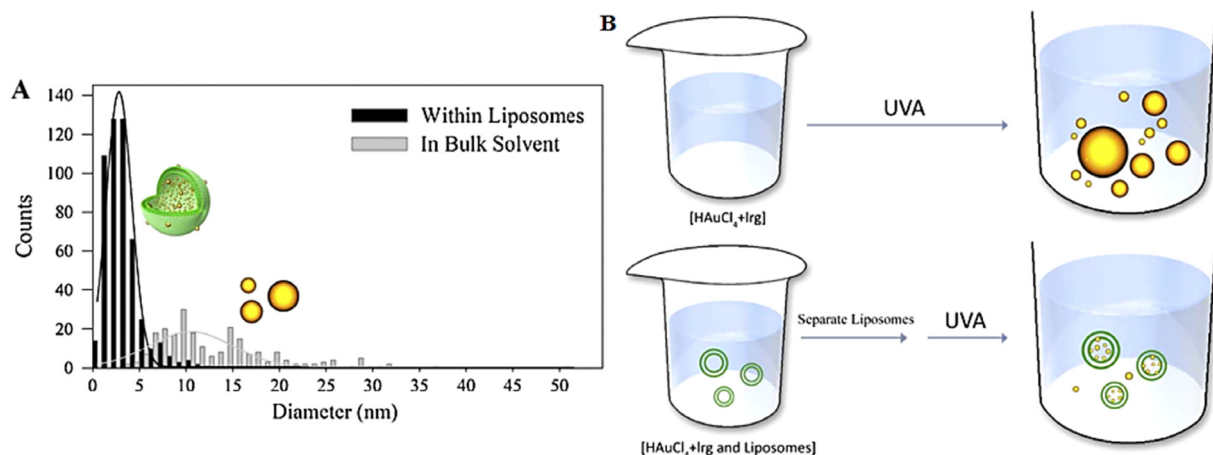 A
140
120
100
80
60
40
20
0
Counts
Within Liposomes
In Bulk Solvent
0 5 10 15 20 25 30 35 40 45 50
Diameter (nm)
B
UVA
[HAuCl₄+Irg]
Separate Liposomes
UVA
[HAuCl₄+Irg and Liposomes]